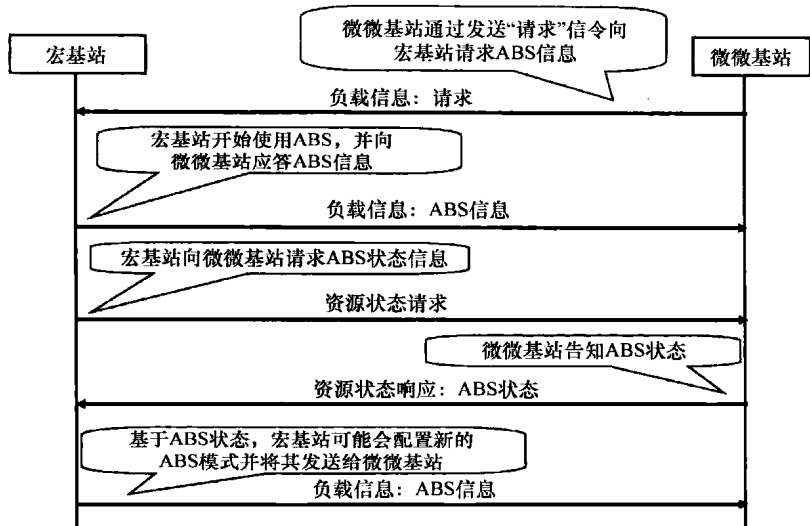 微微基站通过发送“请求”信令向
宏基站请求ABS信息
宏基站
微微基站
负载信息：请求
宏基站开始使用ABS，并向
微微基站应答ABS信息
负载信息：ABS信息
宏基站向微微基站请求ABS状态信息
资源状态请求
微微基站告知ABS状态
资源状态响应：ABS状态
基于ABS状态，宏基站可能会配置新的
ABS模式并将其发送给微微基站
负载信息：ABS信息